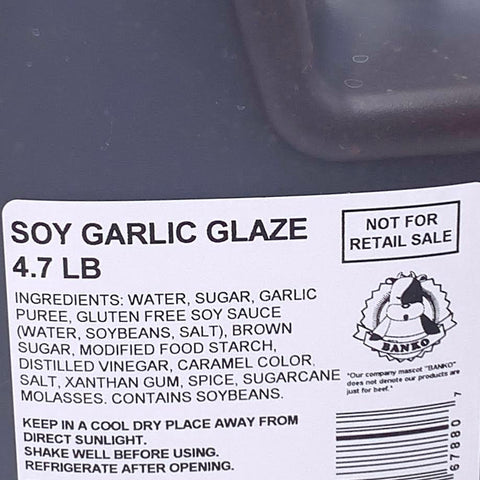 SOY GARLIC GLAZE
4.7 LB
NOT FOR
RETAIL SALE
INGREDIENTS: WATER, SUGAR, GARLIC
PUREE, GLUTEN FREE SOY SAUCE
(WATER, SOYBEANS, SALT), BROWN
SUGAR, MODIFIED FOOD STARCH,
DISTILLED VINEGAR, CARAMEL COLOR,
SALT, XANTHAN GUM, SPICE, SUGARCANE
MOLASSES. CONTAINS SOYBEANS.
KEEP IN A COOL DRY PLACE AWAY FROM
DIRECT SUNLIGHT.
SHAKE WELL BEFORE USING.
REFRIGERATE AFTER OPENING.
BANKO
"Our company mascot "BANKO"
does not denote our products are
just for beef."
67880 7